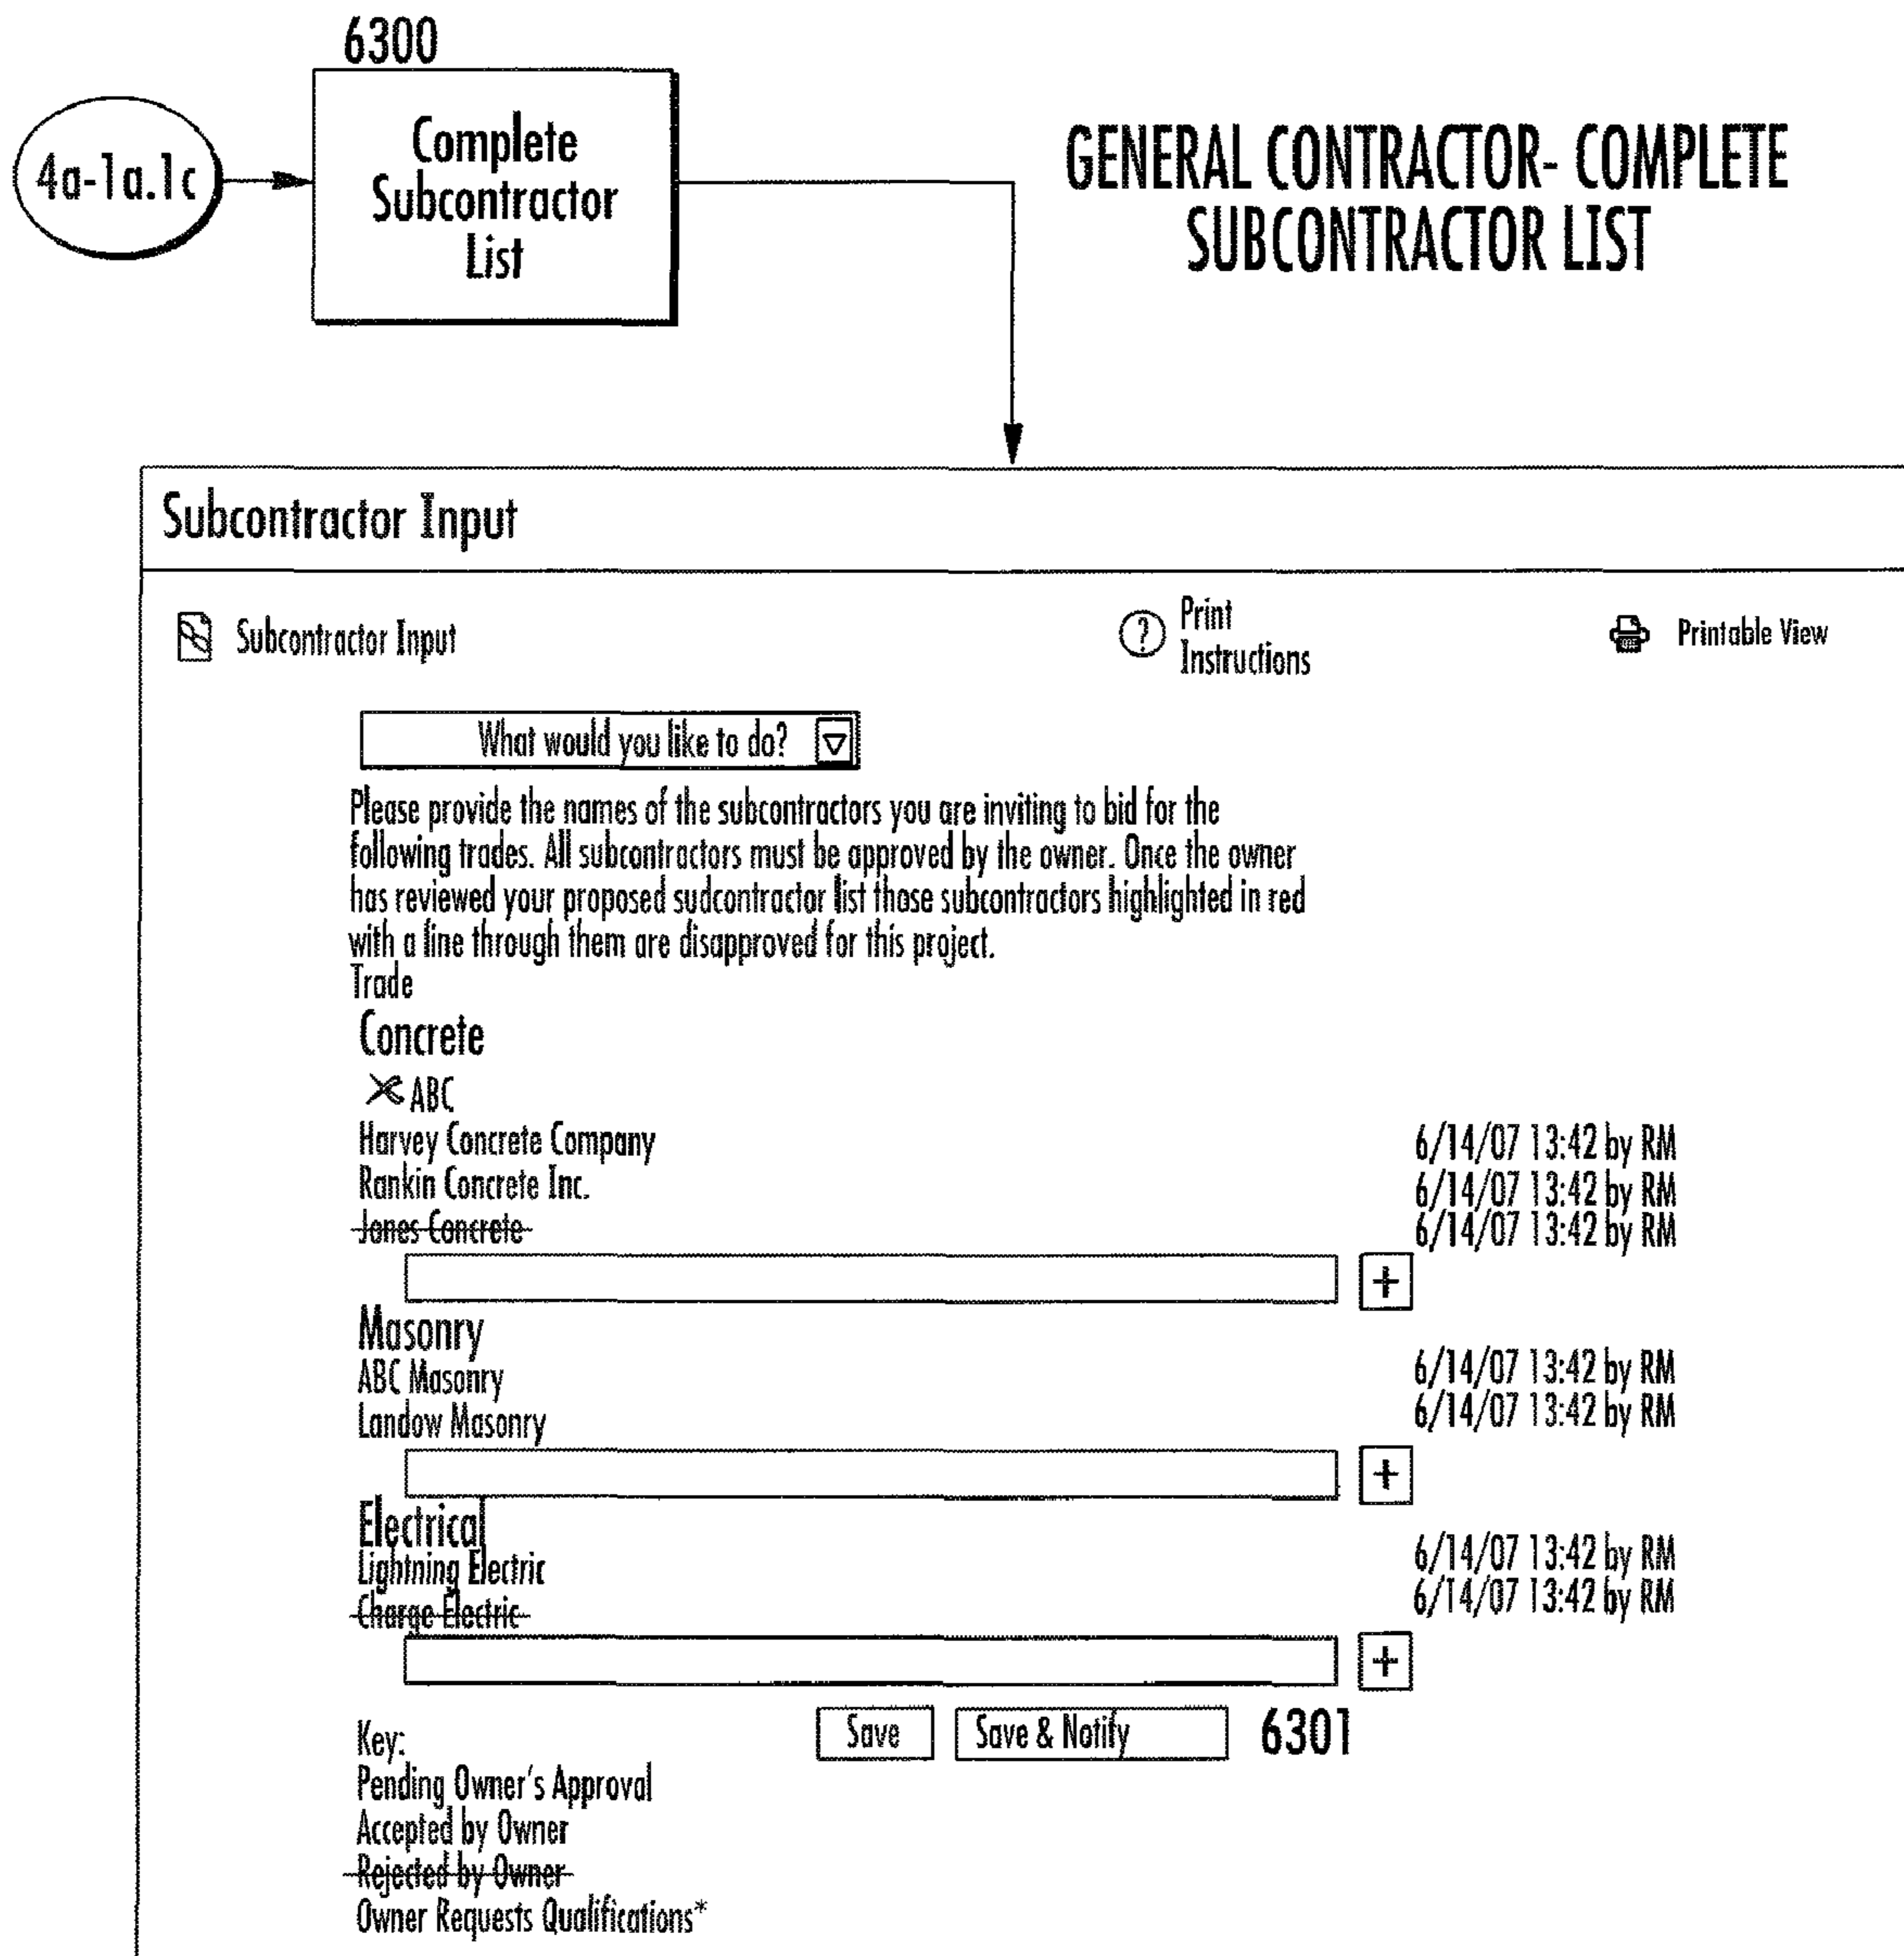 6300
4a-1a.1c
Complete
Subcontractor
List
GENERAL CONTRACTOR- COMPLETE
SUBCONTRACTOR LIST
Subcontractor Input
Subcontractor Input
?
Print
Instructions
Printable View
What would you like to do?
Please provide the names of the subcontractors you are inviting to bid for the
following trades. All subcontractors must be approved by the owner. Once the owner
has reviewed your proposed sudcontractor list those subcontractors highlighted in red
with a line through them are disapproved for this project.
Trade
Concrete
ABC
Harvey Concrete Company 6/14/07 13:42 by RM
Rankin Concrete Inc. 6/14/07 13:42 by RM
Jones Concrete 6/14/07 13:42 by RM
+
Masonry
ABC Masonry 6/14/07 13:42 by RM
Landow Masonry 6/14/07 13:42 by RM
+
Electrical
Lightning Electric 6/14/07 13:42 by RM
Charge Electric 6/14/07 13:42 by RM
+
Save Save & Notify 6301
Key:
Pending Owner's Approval
Accepted by Owner
Rejected by Owner
Owner Requests Qualifications*